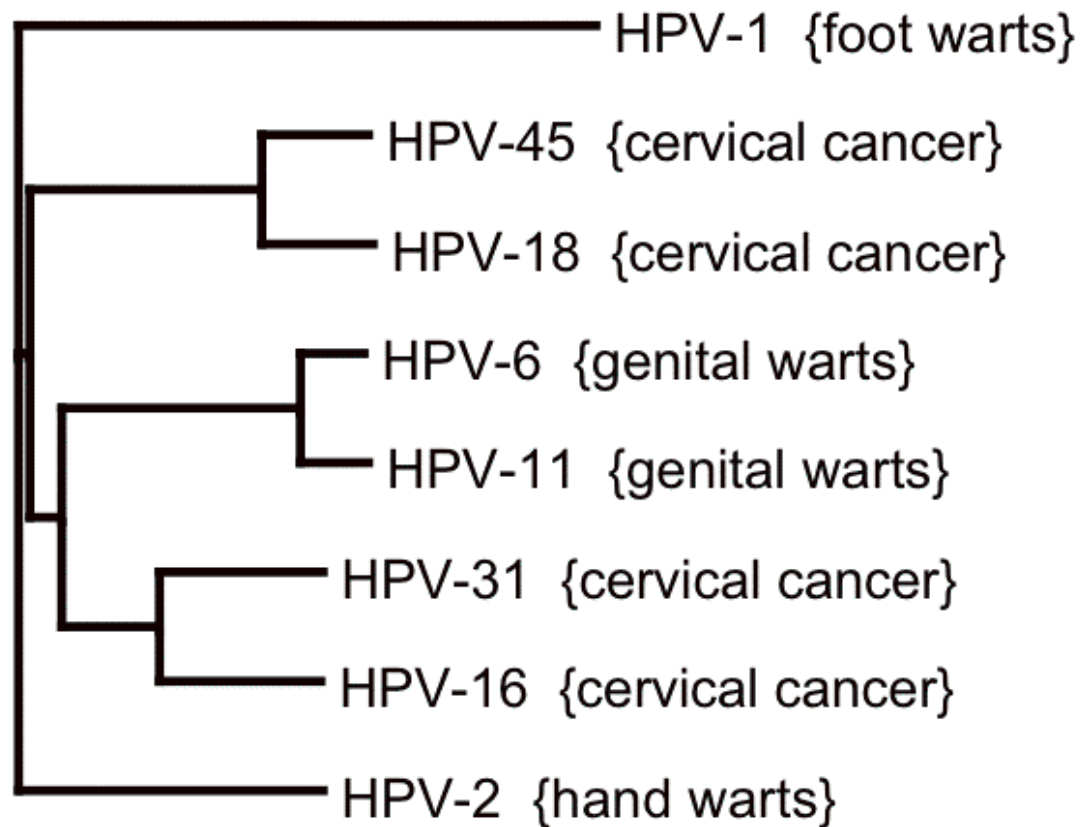 HPV-1 {foot warts}
HPV-45 {cervical cancer}
HPV-18 {cervical cancer}
HPV-6 {genital warts}
HPV-11 {genital warts}
HPV-31 {cervical cancer}
HPV-16 {cervical cancer}
HPV-2 {hand warts}